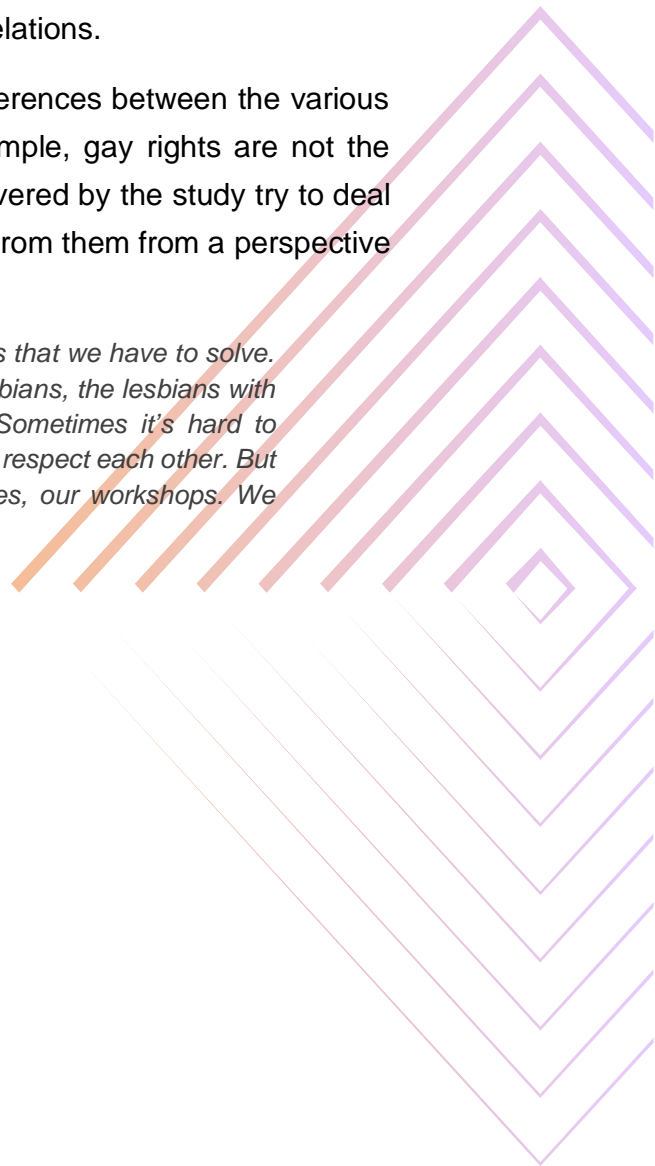 elations.
erences between the various
mple, gay rights are not the
vered by the study try to deal
rom them from a perspective
s that we have to solve.
bians, the lesbians with
Sometimes it's hard to
respect each other. But
es, our workshops. We